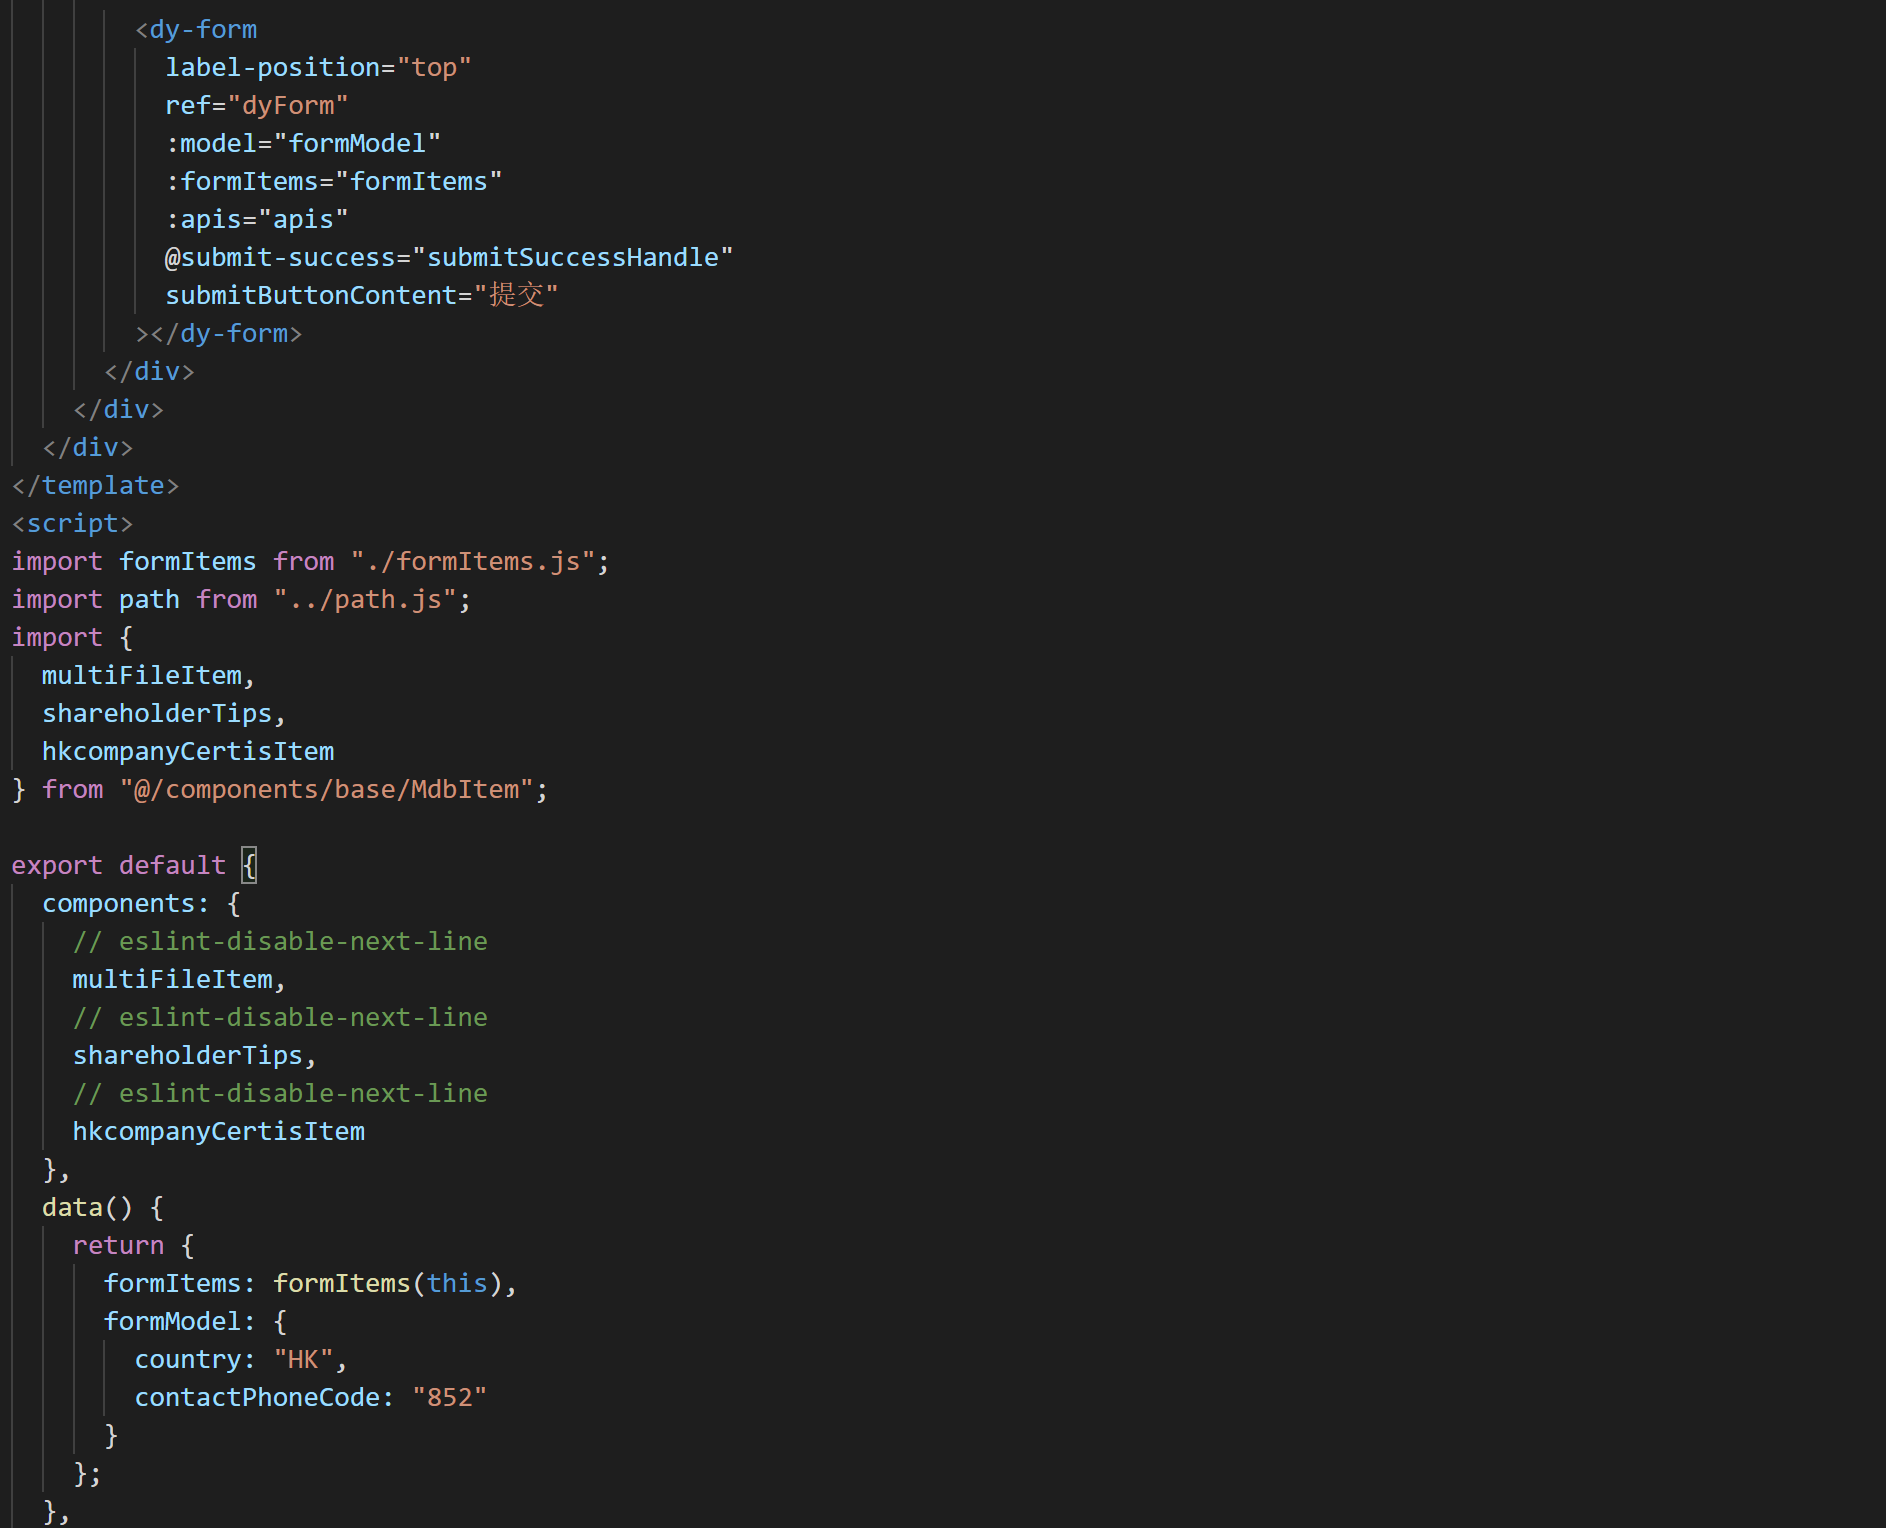 <dy-form
label-position="top"
ref="dyForm"
:model="formModel"
:formItems="formItems"
:apis="apis"
@submit-success="submitSuccessHandle"
submitButtonContent="提交"
></dy-form>
</div>
</div>
</div>
</template>
<script>
import formItems from "./formItems.js";
import path from "../path.js";
import {
multiFileItem,
shareholderTips,
hkcompanyCertisItem
} from "@/components/base/MdbItem";
export default {
components: {
// eslint-disable-next-line
multiFileItem,
// eslint-disable-next-line
shareholderTips,
// eslint-disable-next-line
hkcompanyCertisItem
},
data() {
return {
formItems: formItems(this),
formModel: {
country: "HK",
contactPhoneCode: "852"
}
};
},